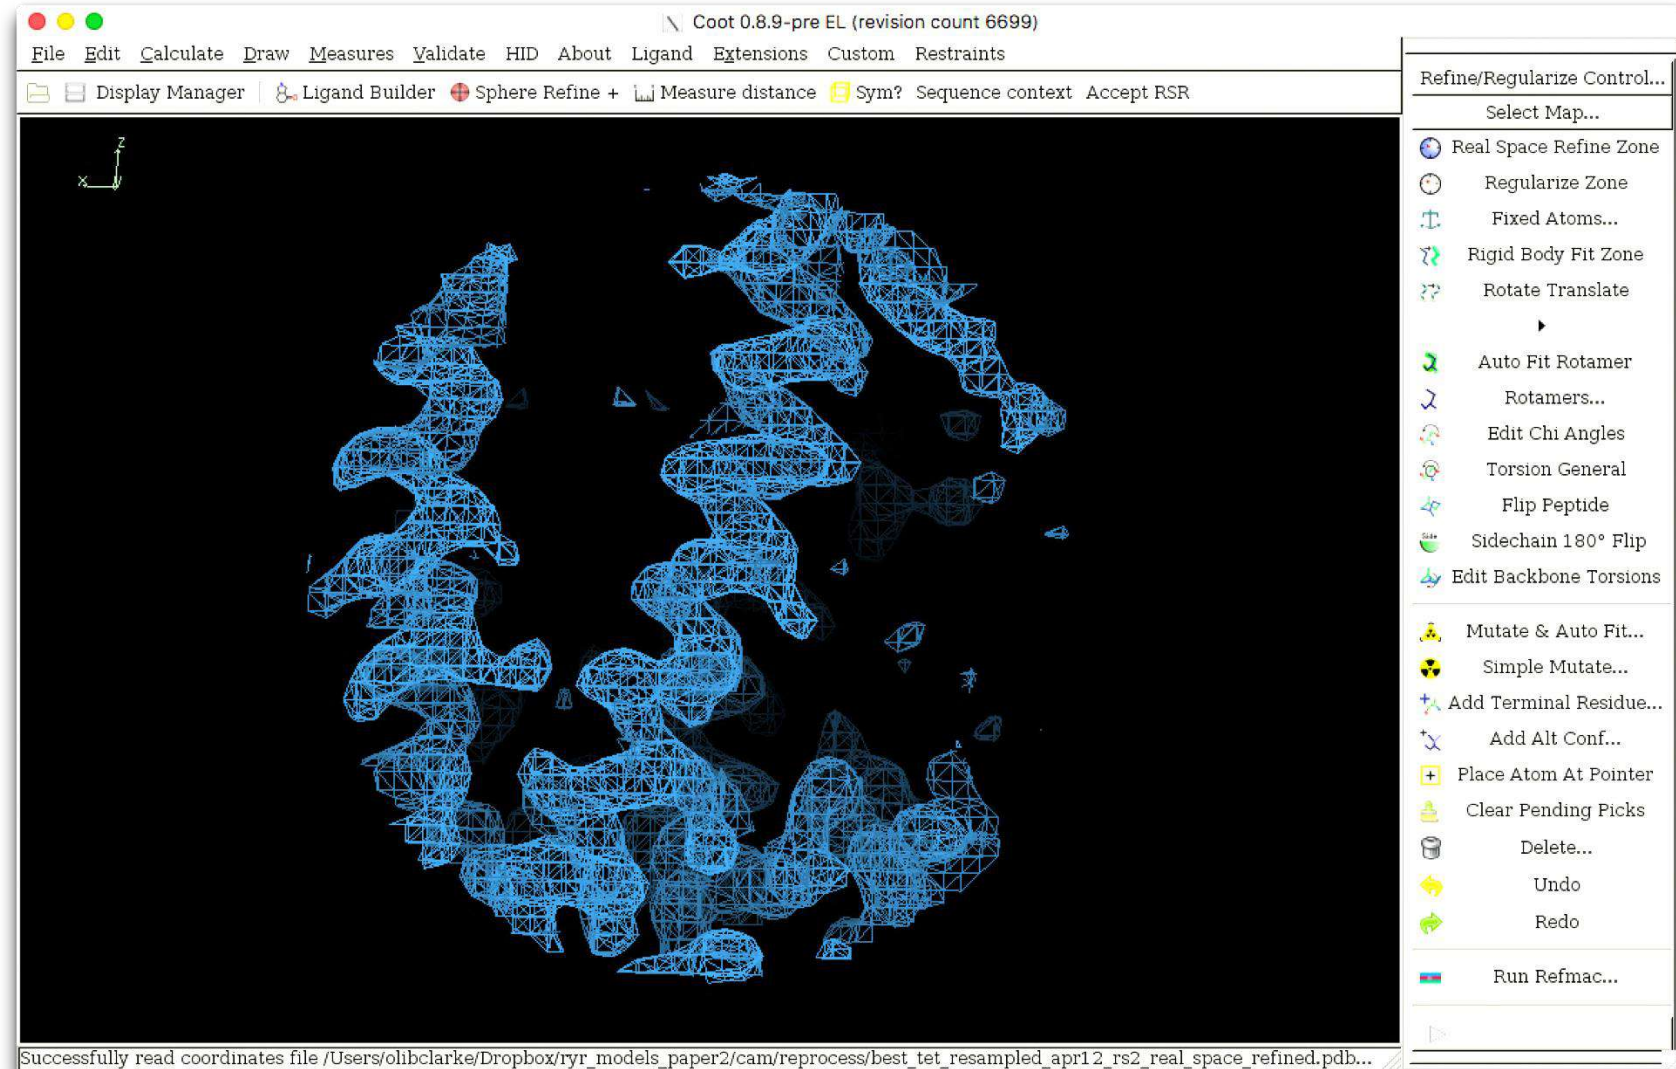 Coot 0.8.9-pre EL (revision count 6699)
File Edit Calculate Draw Measures Validate HID About Ligand Extensions Custom Restraints
Display Manager Ligand Builder Sphere Refine + Measure distance Sym? Sequence context Accept RSR
Refine/Regularize Control...
Select Map...
Real Space Refine Zone
Regularize Zone
Fixed Atoms...
Rigid Body Fit Zone
Rotate Translate
Auto Fit Rotamer
Rotamers...
Edit Chi Angles
Torsion General
Flip Peptide
Side
Sidechain 180° Flip
Edit Backbone Torsions
Mutate & Auto Fit...
Simple Mutate...
Add Terminal Residue...
Add Alt Conf...
Place Atom At Pointer
Clear Pending Picks
Delete...
Undo
Redo
Run Refmac...
z
x
Successfully read coordinates file /Users/olibclarke/Dropbox/ryr_models_paper2/cam/reprocess/best_tet_resampled_apr12_rs2_real_space_refined.pdb...